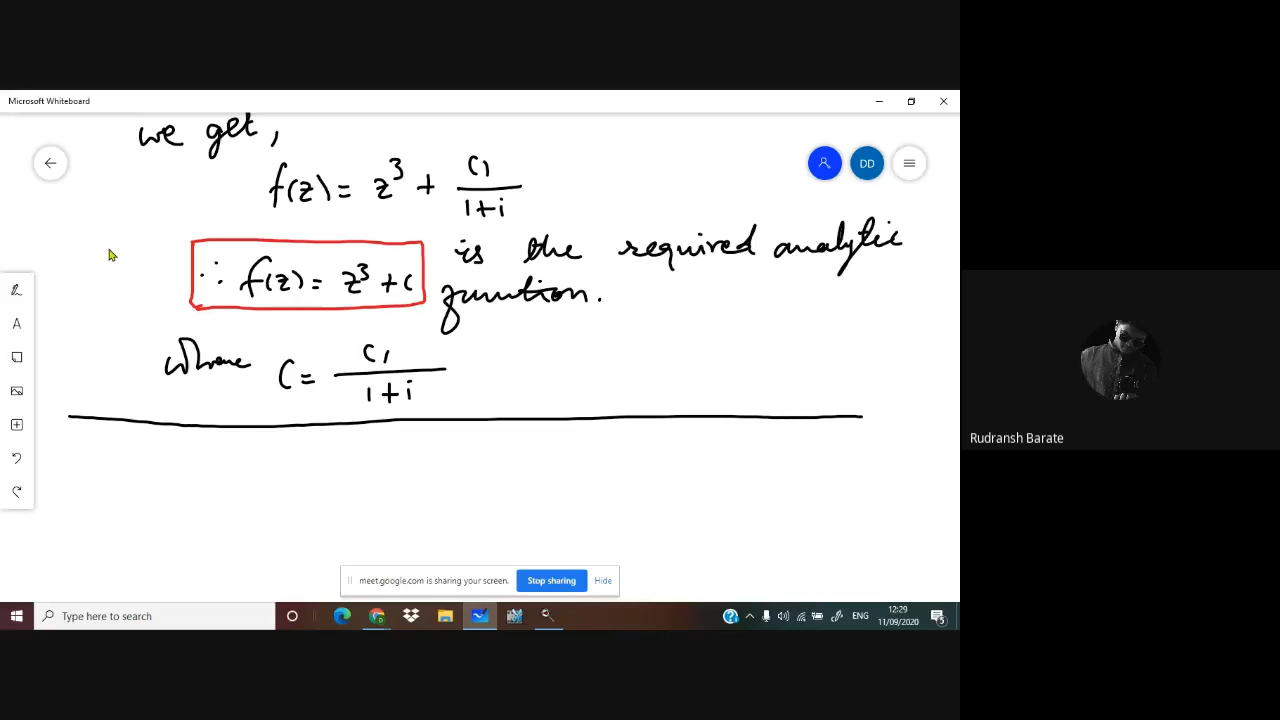 Microsoft Whiteboard
we get,
f(z) = z³ + c₁/(1+i)
DD
∴ f(z) = z³ + c is the required analytic
function.
where C = c₁/(1+i)
A
Rudransh Barate
meet.google.com is sharing your screen. Stop sharing Hide
Type here to search
ENG
12:29
11/09/2020
5